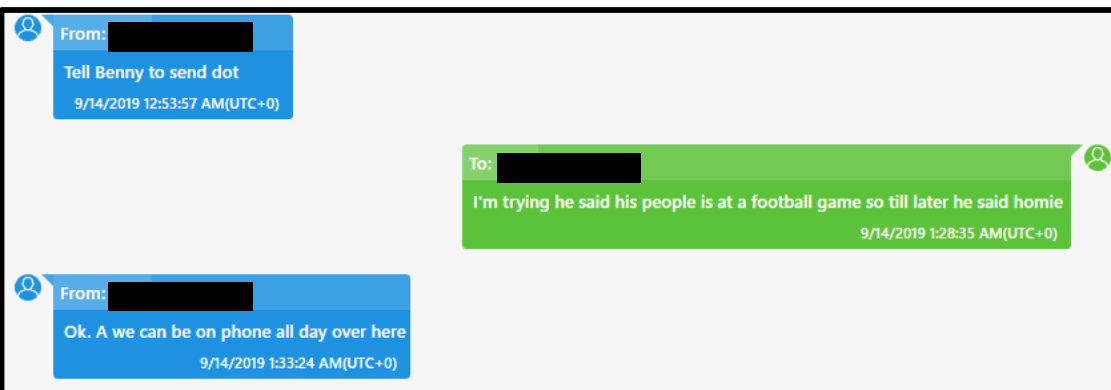 From:
Tell Benny to send dot
9/14/2019 12:53:57 AM(UTC+0)
To:
I'm trying he said his people is at a football game so till later he said homie
9/14/2019 1:28:35 AM(UTC+0)
From:
Ok. A we can be on phone all day over here
9/14/2019 1:33:24 AM(UTC+0)